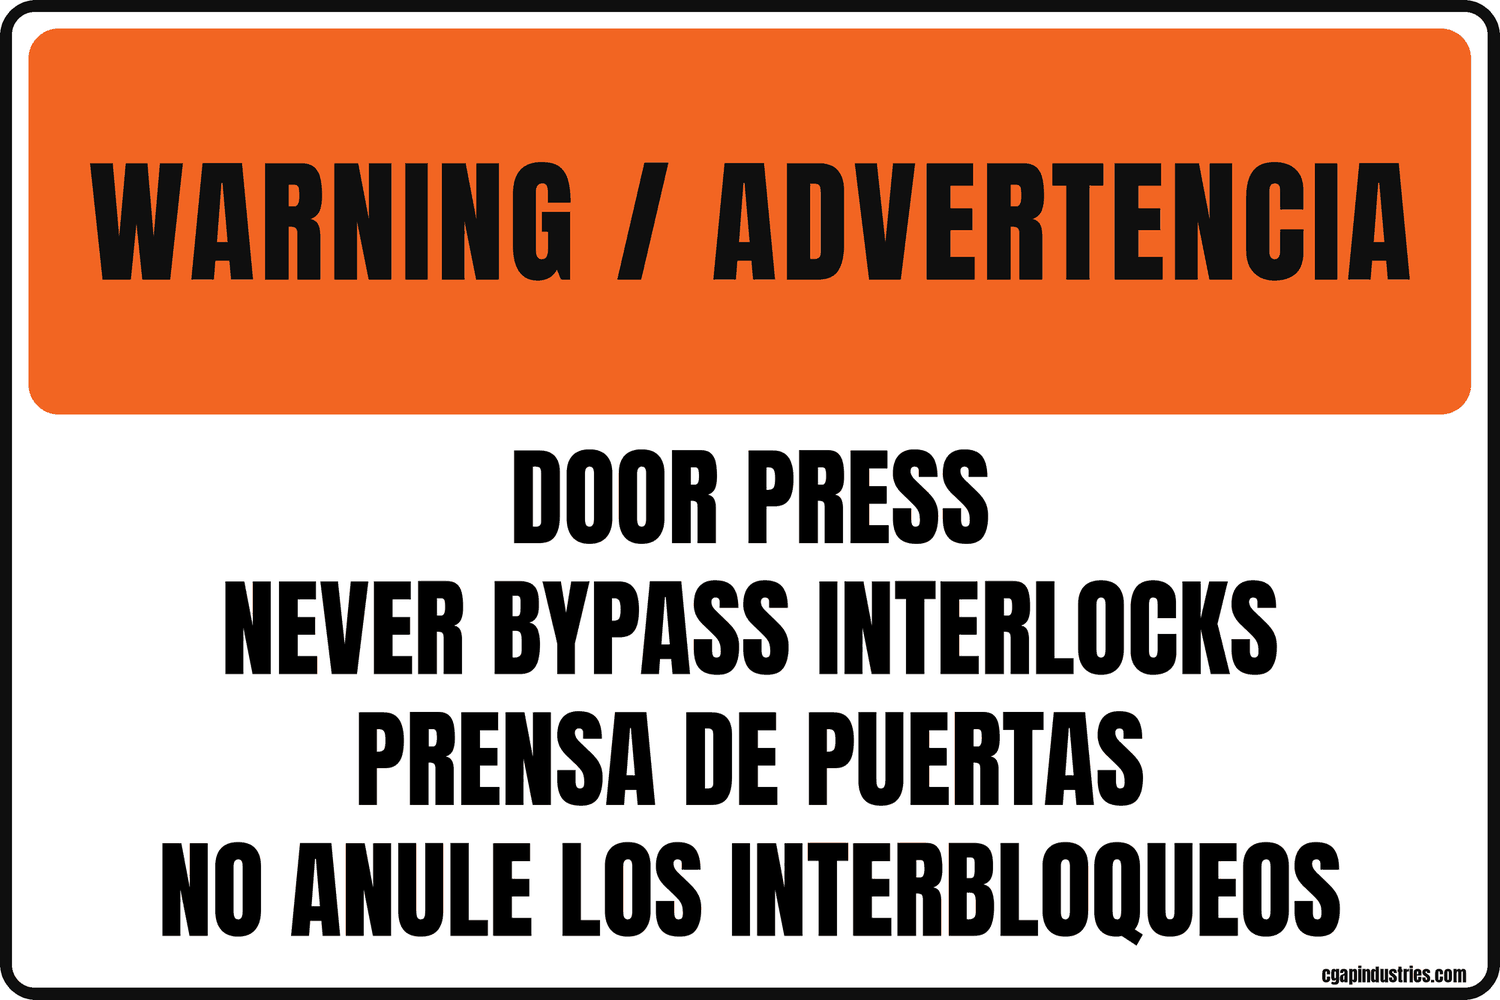 WARNING / ADVERTENCIA
DOOR PRESS
NEVER BYPASS INTERLOCKS
PRENSA DE PUERTAS
NO ANULE LOS INTERBLOQUEOS
cgapindustries.com